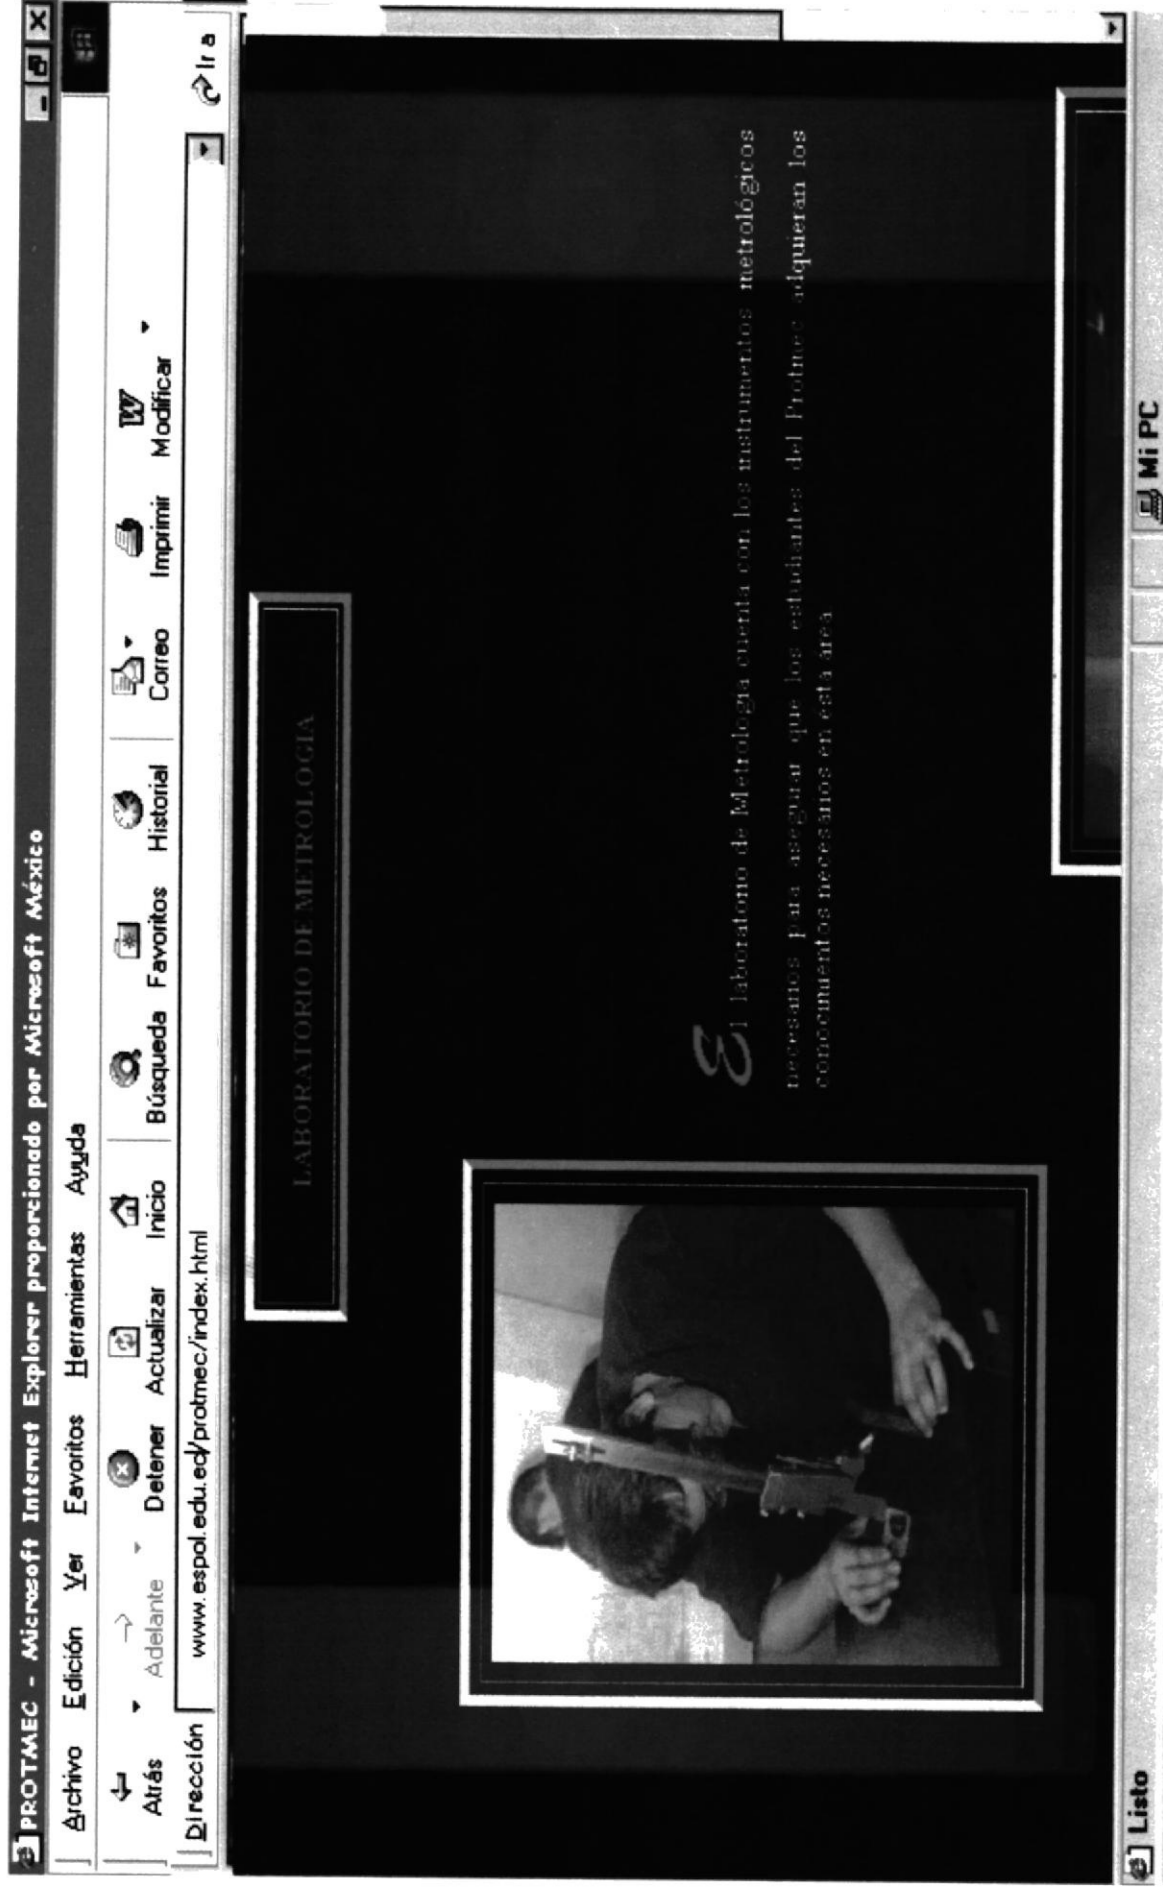 PROTMEC - Microsoft Internet Explorer proporcionado por Microsoft México
Archivo Edición Ver Favoritos Herramientas Ayuda
Atrás Adelante Detener Actualizar Inicio Búsqueda Favoritos Historial Correo Imprimir Modificar
Dirección www.espol.edu.ed/protmec/index.html Ir a
LABORATORIO DE METROLOGIA
El laboratorio de Metrologia cuenta con los instrumentos metrológicos
necesarios para asegurar que los estudiantes del Protmec adquieran los
conocimientos necesarios en esta area
Listo Mi PC